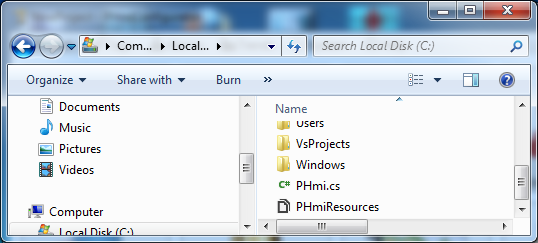 Com... Local... Search Local Disk (C:)
Organize Share with Burn »
Documents
Music
Pictures
Videos
Computer
Local Disk (C:)
Name
Users
VsProjects
Windows
C# PHmi.cs
PHmiResources